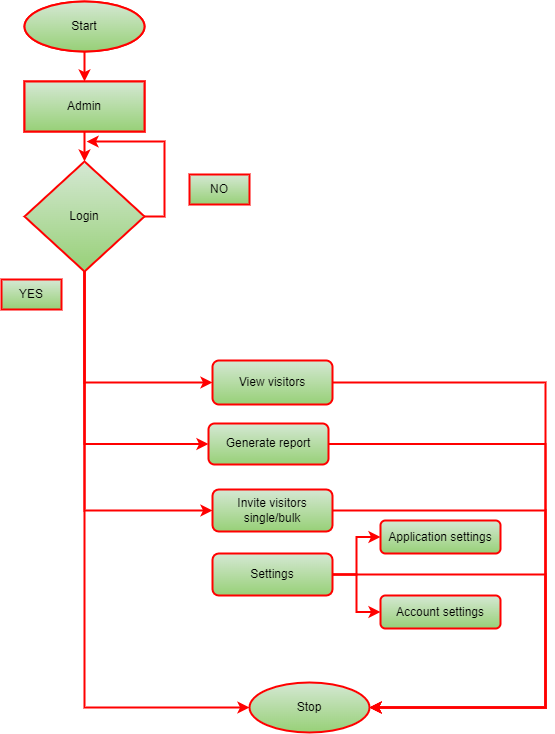 Start
Admin
Login
NO
YES
View visitors
Generate report
Invite visitors
single/bulk
Application settings
Settings
Account settings
Stop